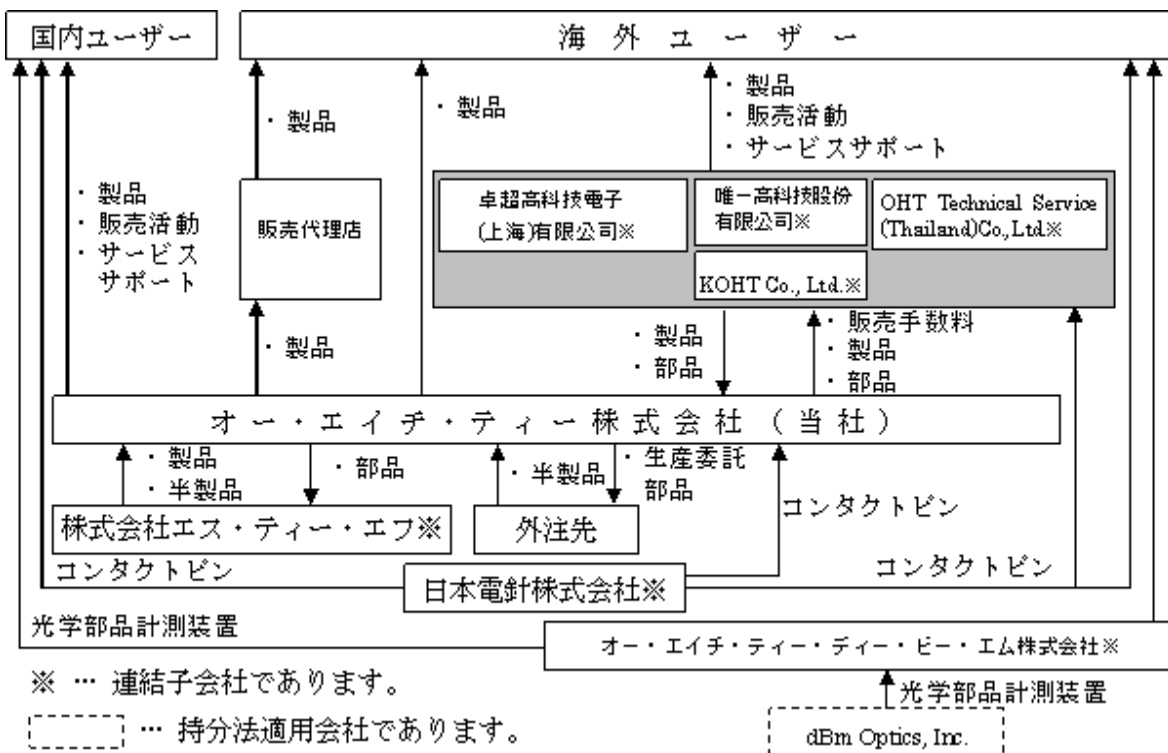 国内ユーザー
海外ユーザー
・製品
・製品
・製品
・販売活動
・サービスサポート
・製品
・販売活動
・サービス
サポート
販売代理店
卓超高科技電子
(上海)有限公司※
唯一高科技股份
有限公司※
OHT Technical Service
(Thailand)Co.,Ltd.※
KOHT Co., Ltd.※
・製品
・製品
・部品
・販売手数料
・製品
・部品
オー・エイチ・ティー株式会社(当社)
・製品
・半製品
・部品
・半製品
・生産委託
部品
コンタクトピン
株式会社エス・ティー・エフ※
外注先
コンタクトピン
日本電針株式会社※
コンタクトピン
光学部品計測装置
オー・エイチ・ティー・ディー・ビー・エム株式会社※
※ … 連結子会社であります。
光学部品計測装置
… 持分法適用会社であります。
dBm Optics, Inc.